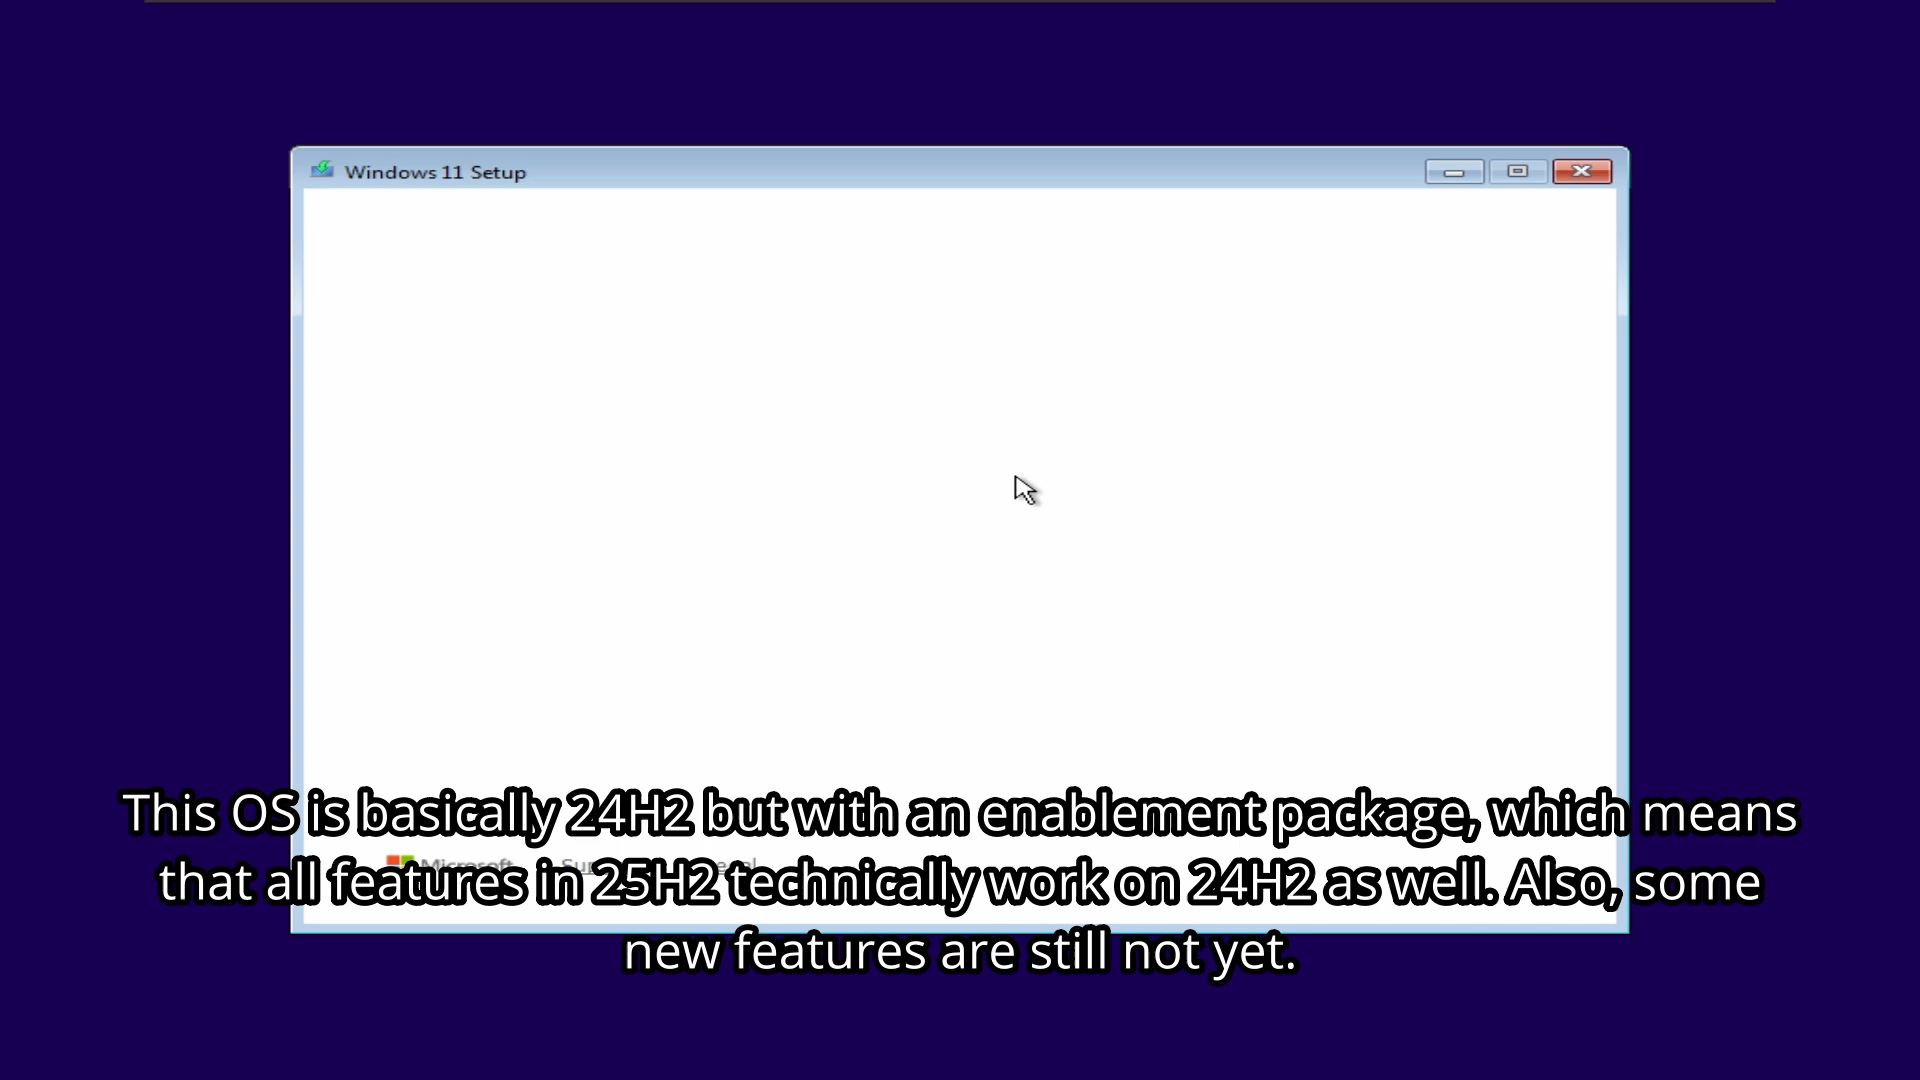 Windows 11 Setup
This OS is basically 24H2 but with an enablement package, which means
Microsoft
that all features in 25H2 technically work on 24H2 as well. Also, some
new features are still not yet.